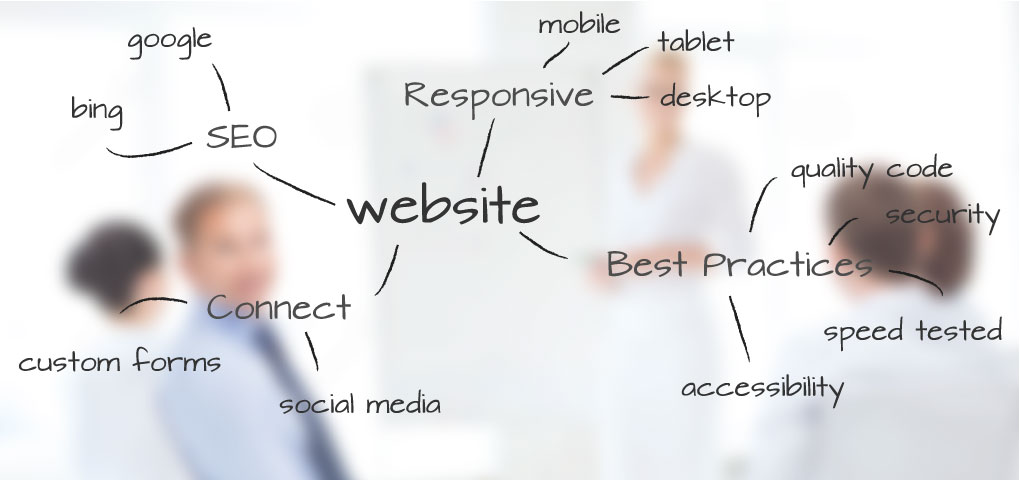 mobile
google
tablet
Responsive
desktop
bing
SEO
quality code
website
security
Best Practices
Connect
speed tested
custom forms
accessibility
social media